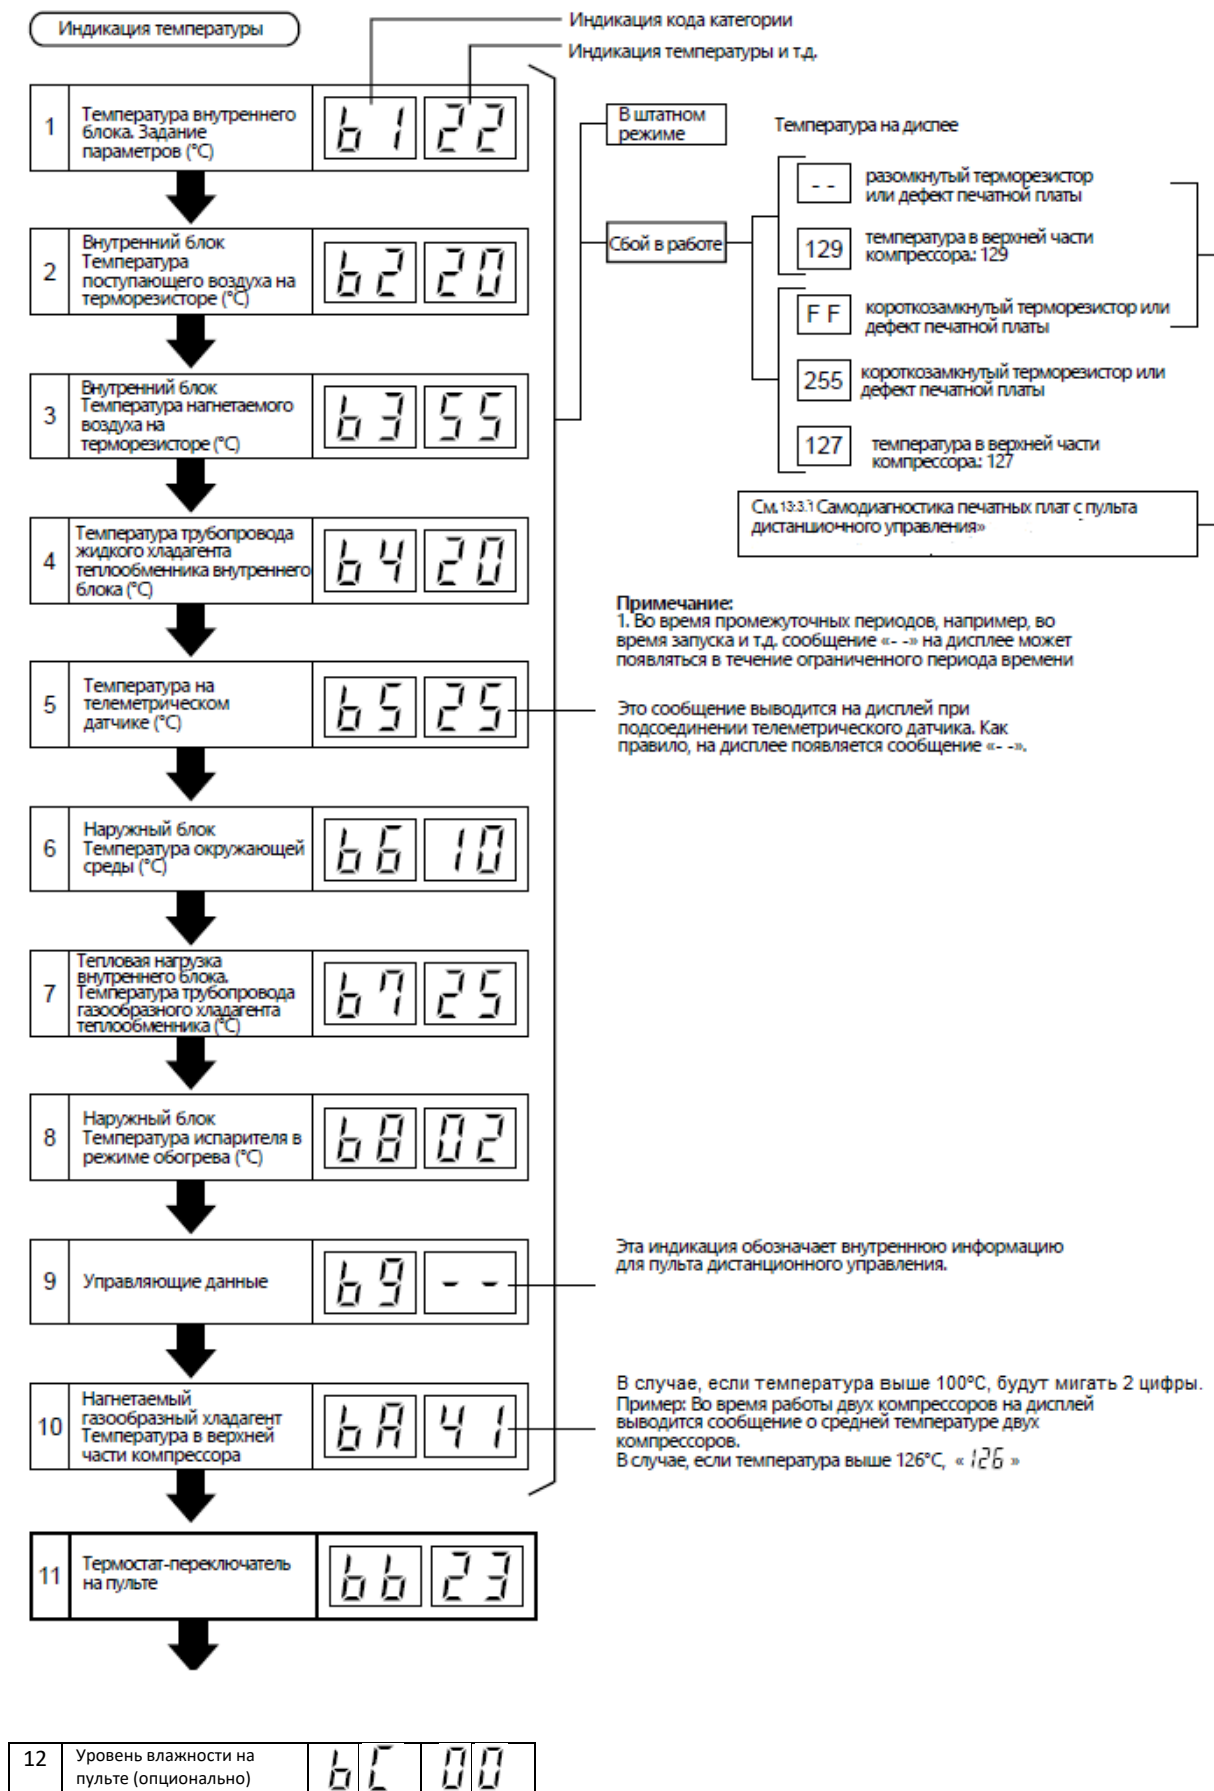 Индикация температуры
Индикация кода категории
Индикация температуры и т.д.
1
Температура внутреннего
блока. Задание
параметров (°C)
b1 22
В штатном
режиме
Температура на диспее
- -
разомкнутый терморезистор
или дефект печатной платы
Сбой в работе
129
температура в верхней части
компрессора.: 129
F F
короткозамкнутый терморезистор или
дефект печатной платы
255
короткозамкнутый терморезистор или
дефект печатной платы
127
температура в верхней части
компрессора.: 127
См. 13.3.1 Самодиагностика печатных плат с пульта
дистанционного управления»
2
Внутренний блок
Температура
поступающего воздуха на
терморезисторе (°C)
b2 20
3
Внутренний блок
Температура нагнетаемого
воздуха на
терморезисторе (°C)
b3 55
4
Температура трубопровода
жидкого хладагента
теплообменника внутреннего
блока (°C)
b4 20
Примечание:
1. Во время промежуточных периодов, например, во
время запуска и т.д. сообщение «- -» на дисплее может
появляться в течение ограниченного периода времени
5
Температура на
телеметрическом
датчике (°C)
b5 25
Это сообщение выводится на дисплей при
подсоединении телеметрического датчика. Как
правило, на дисплее появляется сообщение «- -».
6
Наружный блок
Температура окружающей
среды (°C)
b6 10
7
Тепловая нагрузка
внутреннего блока.
Температура трубопровода
газообразного хладагента
теплообменника (°C)
b7 25
8
Наружный блок
Температура испарителя в
режиме обогрева (°C)
b8 02
9
Управляющие данные
b9 - -
Эта индикация обозначает внутреннюю информацию
для пульта дистанционного управления.
10
Нагнетаемый
газообразный хладагент
Температура в верхней
части компрессора
bA 41
В случае, если температура выше 100°C, будут мигать 2 цифры.
Пример: Во время работы двух компрессоров на дисплей
выводится сообщение о средней температуре двух
компрессоров.
В случае, если температура выше 126°C, « 126 »
11
Термостат-переключатель
на пульте
bb 23
12
Уровень влажности на
пульте (опционально)
bC 00